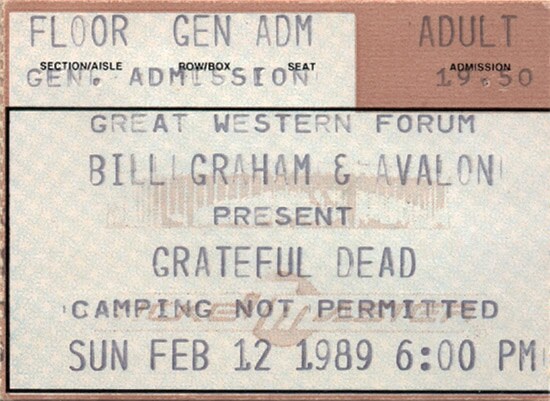 FLOOR GEN ADM ADULT
SECTION/AISLE ROW/BOX SEAT ADMISSION
GEN. ADMISSION 19.50
GREAT WESTERN FORUM
BILL GRAHAM & AVALON
PRESENT
GRATEFUL DEAD
CAMPING NOT PERMITTED
SUN FEB 12 1989 6:00 PM